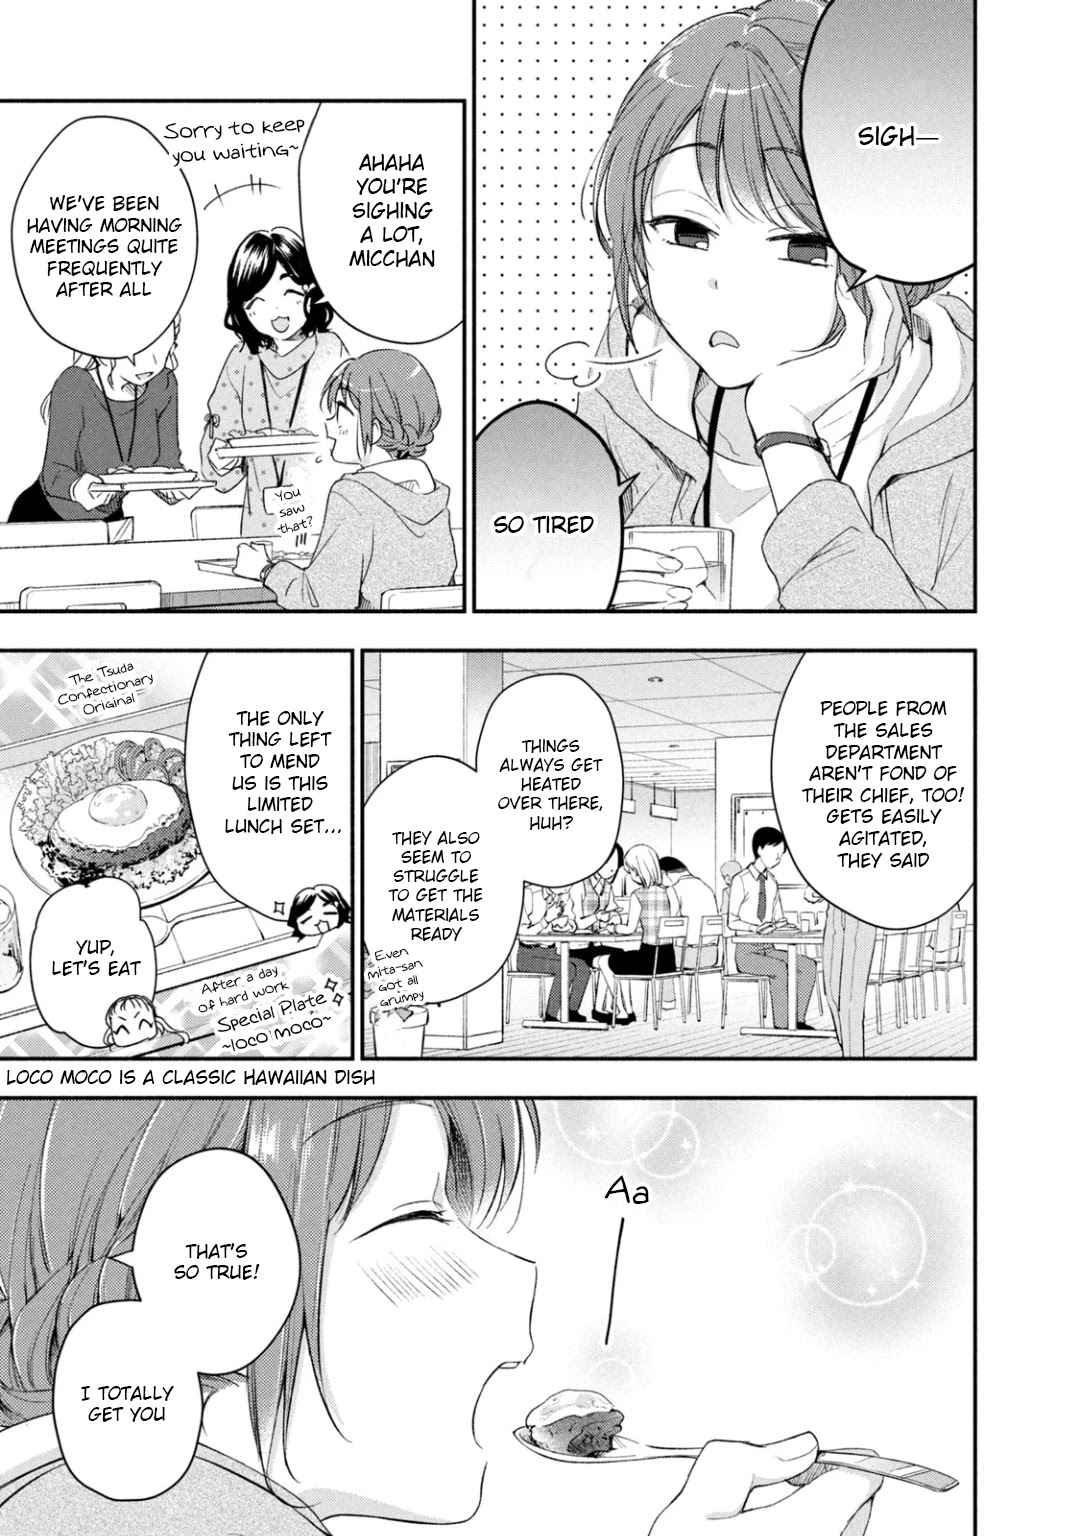 SIGH—
SO TIRED
AHAHA
YOU'RE
SIGHING
A LOT,
MICCHAN
Sorry to keep
you waiting~
WE'VE BEEN
HAVING MORNING
MEETINGS QUITE
FREQUENTLY
AFTER ALL
You
saw
that?
PEOPLE FROM
THE SALES
DEPARTMENT
AREN'T FOND OF
THEIR CHIEF, TOO!
GETS EASILY
AGITATED,
THEY SAID
THINGS
ALWAYS GET
HEATED
OVER THERE,
HUH?
THEY ALSO
SEEM TO
STRUGGLE
TO GET THE
MATERIALS
READY
Even
mita-san
got all
grumpy
THE ONLY
THING LEFT
TO MEND
US IS THIS
LIMITED
LUNCH SET...
The Tsuda
Confectionary
Original
YUP,
LET'S EAT
After a day
of hard work
Special Plate
~loco moco~
LOCO MOCO IS A CLASSIC HAWAIIAN DISH
Aa
THAT'S
SO TRUE!
I TOTALLY
GET YOU